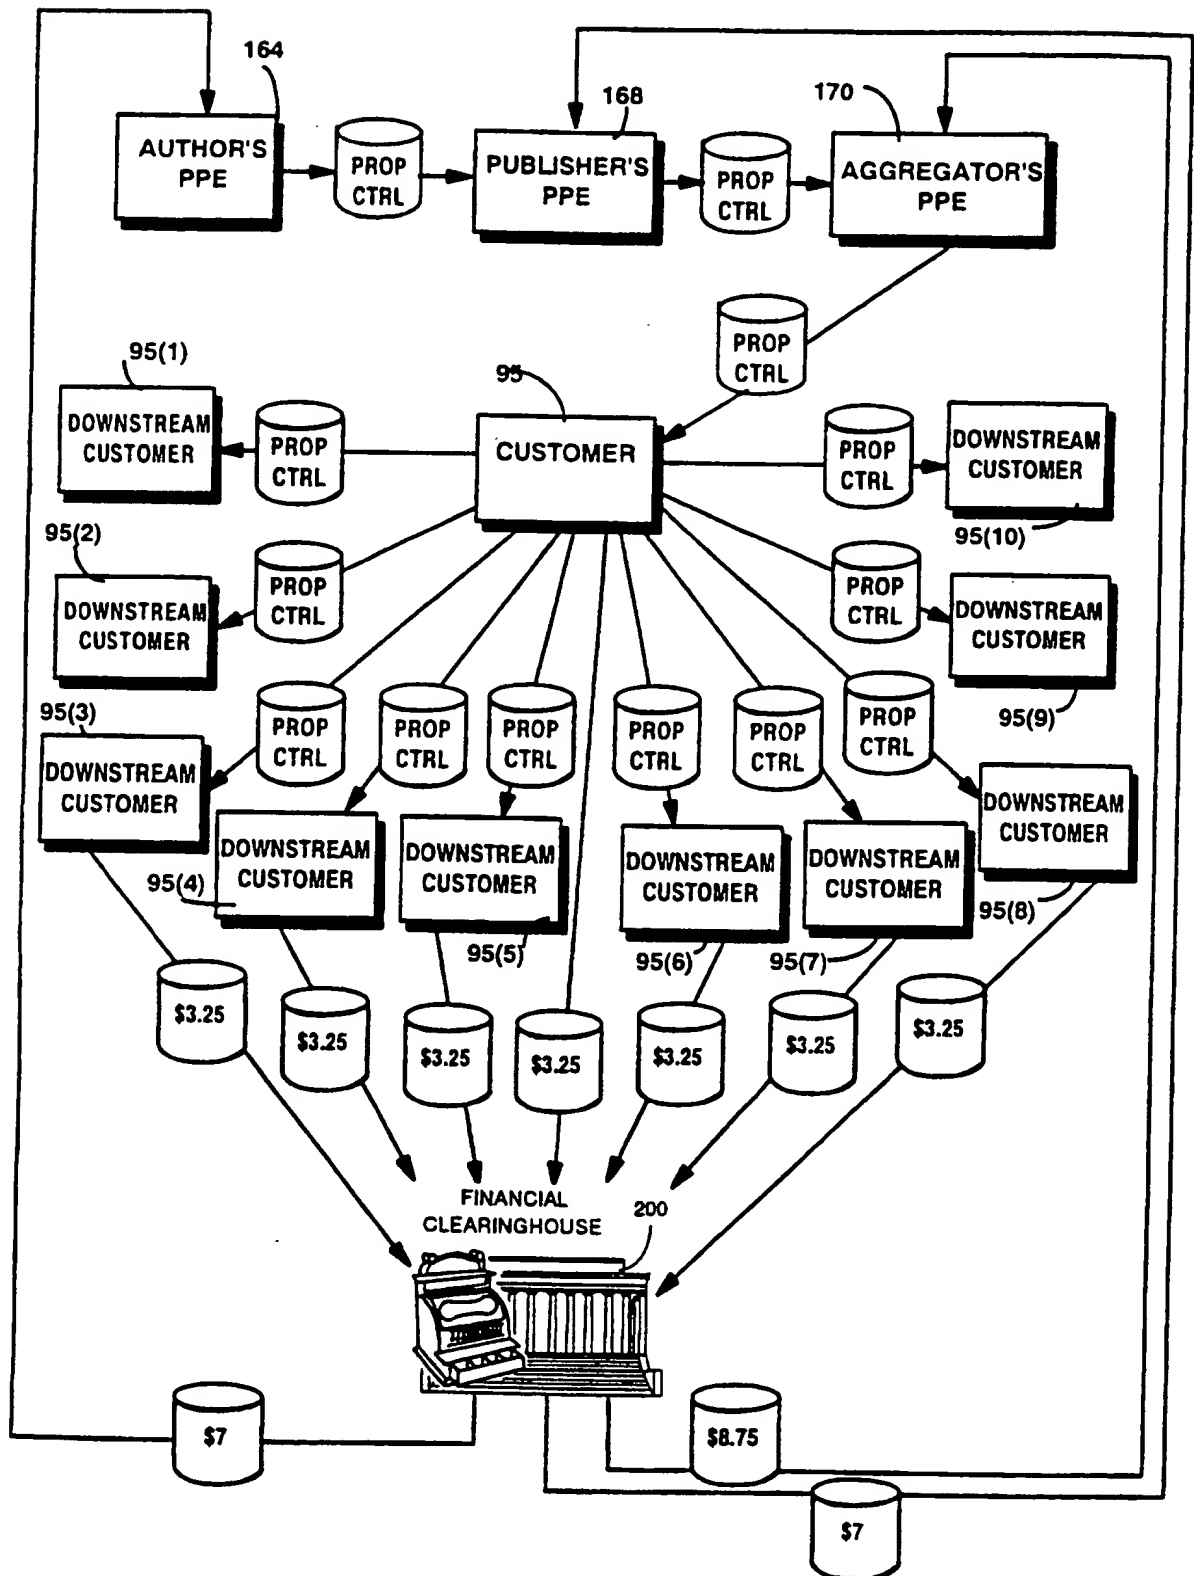 164
168
170
AUTHOR'S
PPE
PROP
CTRL
PUBLISHER'S
PPE
PROP
CTRL
AGGREGATOR'S
PPE
PROP
CTRL
95(1)
95
DOWNSTREAM
CUSTOMER
PROP
CTRL
CUSTOMER
PROP
CTRL
DOWNSTREAM
CUSTOMER
95(10)
95(2)
DOWNSTREAM
CUSTOMER
PROP
CTRL
PROP
CTRL
DOWNSTREAM
CUSTOMER
95(9)
95(3)
DOWNSTREAM
CUSTOMER
PROP
CTRL
PROP
CTRL
PROP
CTRL
PROP
CTRL
PROP
CTRL
PROP
CTRL
DOWNSTREAM
CUSTOMER
95(8)
DOWNSTREAM
CUSTOMER
95(4)
DOWNSTREAM
CUSTOMER
95(5)
DOWNSTREAM
CUSTOMER
95(6)
DOWNSTREAM
CUSTOMER
95(7)
$3.25
$3.25
$3.25
$3.25
$3.25
$3.25
$3.25
FINANCIAL
CLEARINGHOUSE
200
$7
$8.75
$7